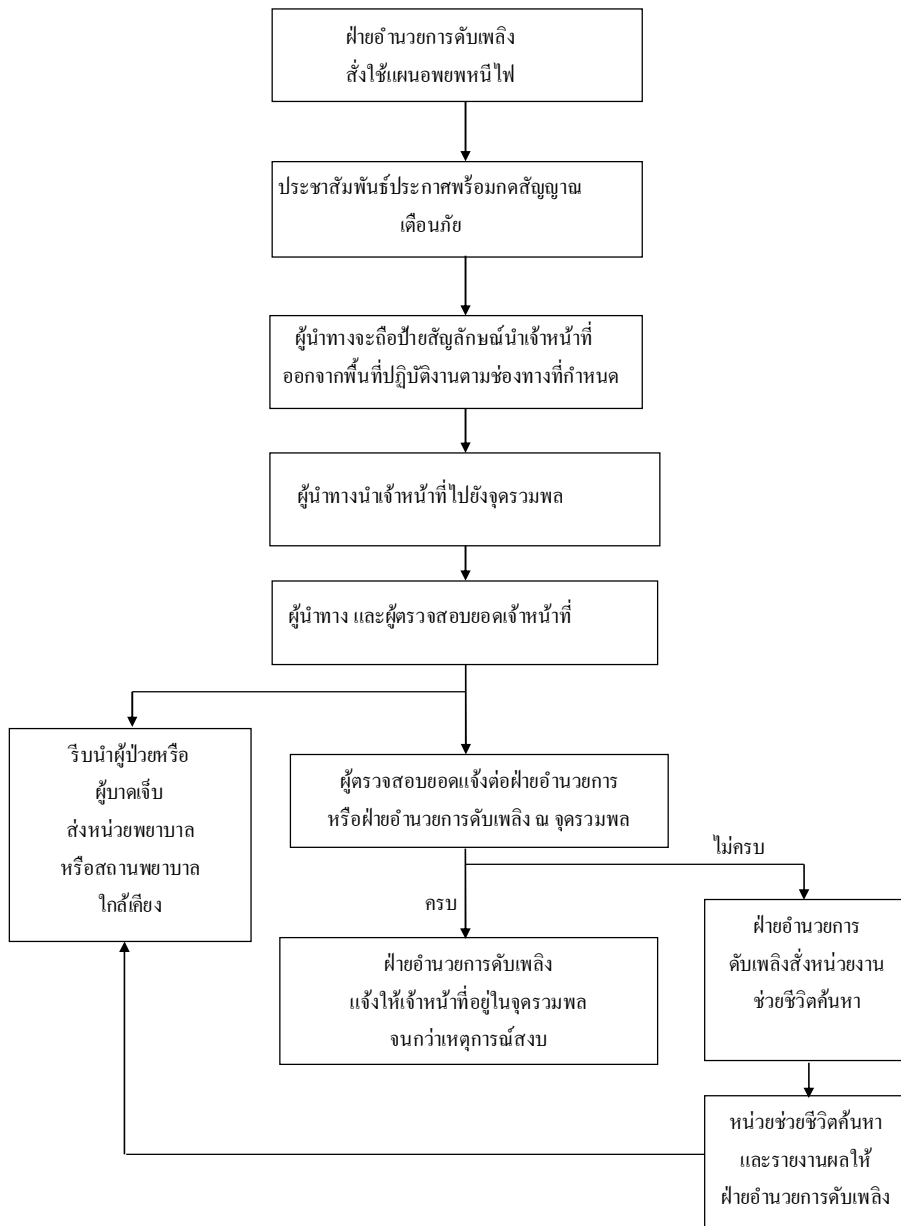 ฝ่ายอำนวยการดับเพลิง
สั่งใช้แผนอพยพหนีไฟ
ประชาสัมพันธ์ประกาศพร้อมกดสัญญาณ
เตือนภัย
ผู้นำทางจะถือป้ายสัญลักษณ์นำเจ้าหน้าที่
ออกจากพื้นที่ปฏิบัติงานตามช่องทางที่กำหนด
ผู้นำทางนำเจ้าหน้าที่ไปยังจุดรวมพล
ผู้นำทาง และผู้ตรวจสอบยอดเจ้าหน้าที่
รีบนำผู้ป่วยหรือ
ผู้บาดเจ็บ
ส่งหน่วยพยาบาล
หรือสถานพยาบาล
ใกล้เคียง
ผู้ตรวจสอบยอดแจ้งต่อฝ่ายอำนวยการ
หรือฝ่ายอำนวยการดับเพลิง ณ จุดรวมพล
ไม่ครบ
ครบ
ฝ่ายอำนวยการดับเพลิง
แจ้งให้เจ้าหน้าที่อยู่ในจุดรวมพล
จนกว่าเหตุการณ์สงบ
ฝ่ายอำนวยการ
ดับเพลิงสั่งหน่วยงาน
ช่วยชีวิตค้นหา
หน่วยช่วยชีวิตค้นหา
และรายงานผลให้
ฝ่ายอำนวยการดับเพลิง